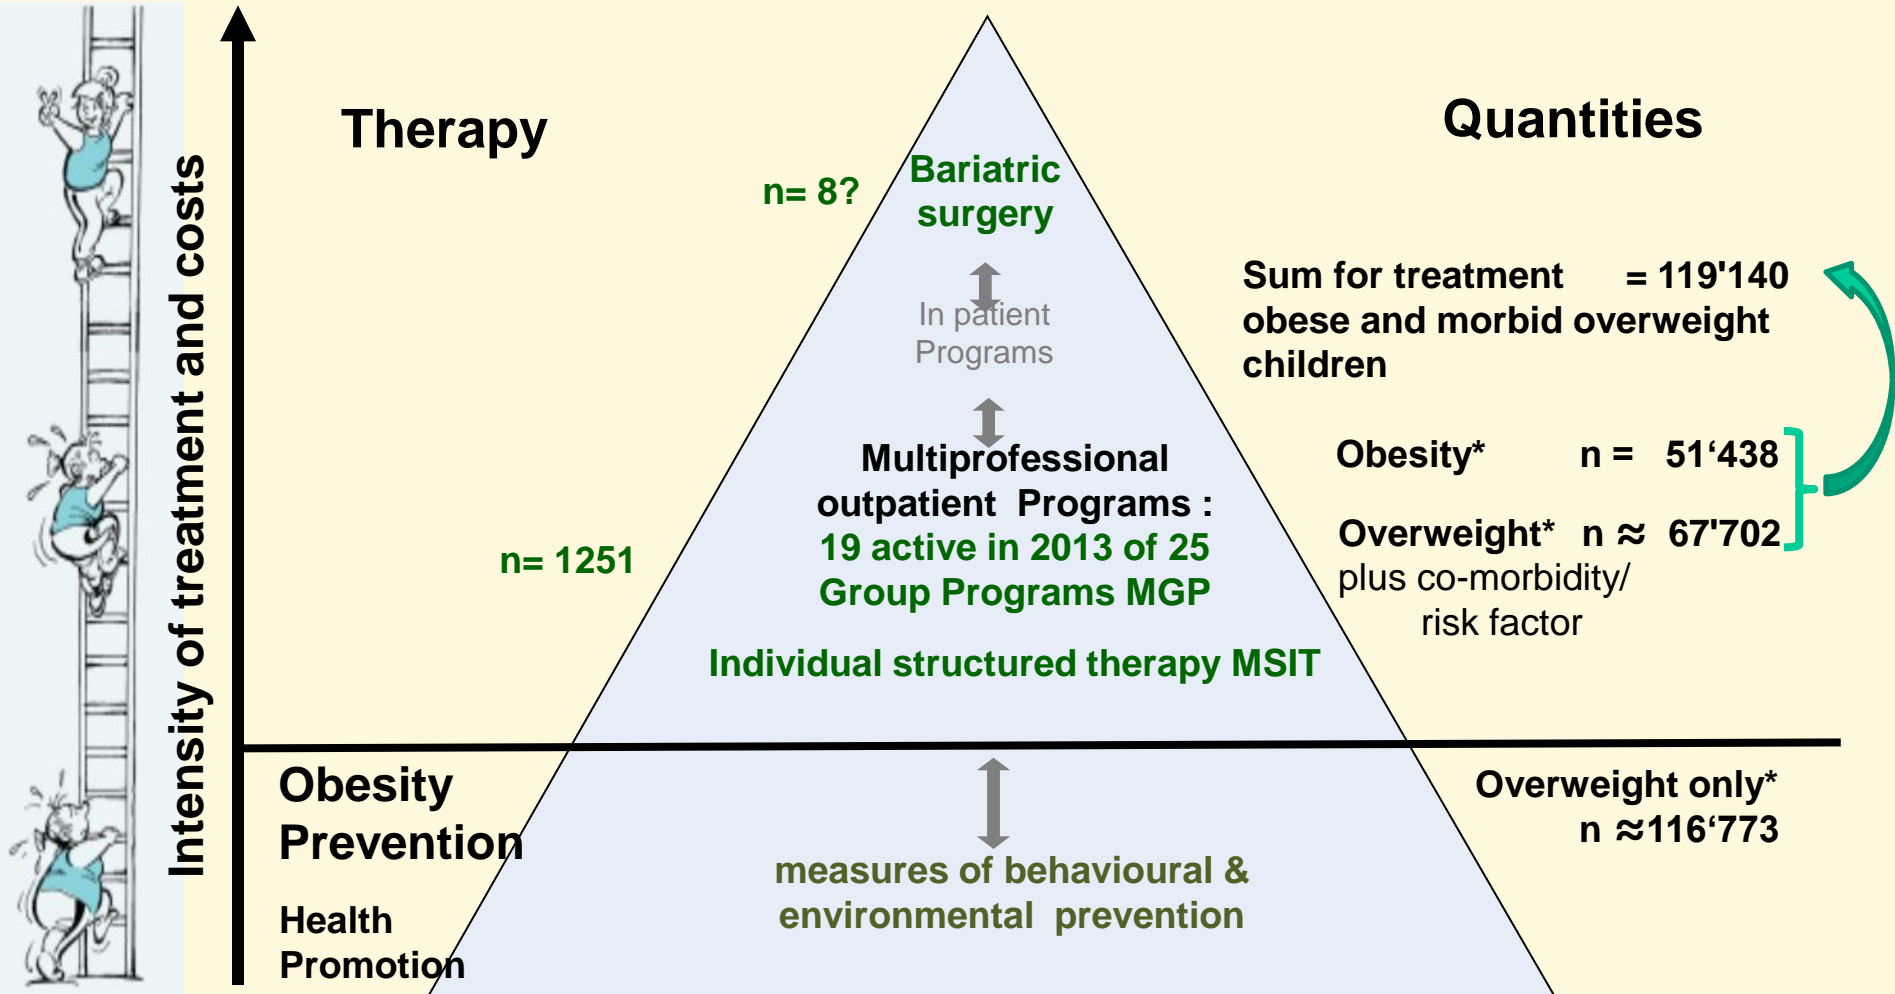 Intensity of treatment and costs
Therapy
Quantities
n= 8?
Bariatric
surgery
In patient
Programs
Sum for treatment = 119'140
obese and morbid overweight
children
Multiprofessional
outpatient Programs :
19 active in 2013 of 25
Group Programs MGP
n= 1251
Individual structured therapy MSIT
Obesity* n = 51‘438
Overweight* n ≈ 67'702
plus co-morbidity/
risk factor
Obesity
Prevention
Health
Promotion
measures of behavioural &
environmental prevention
Overweight only*
n ≈116‘773